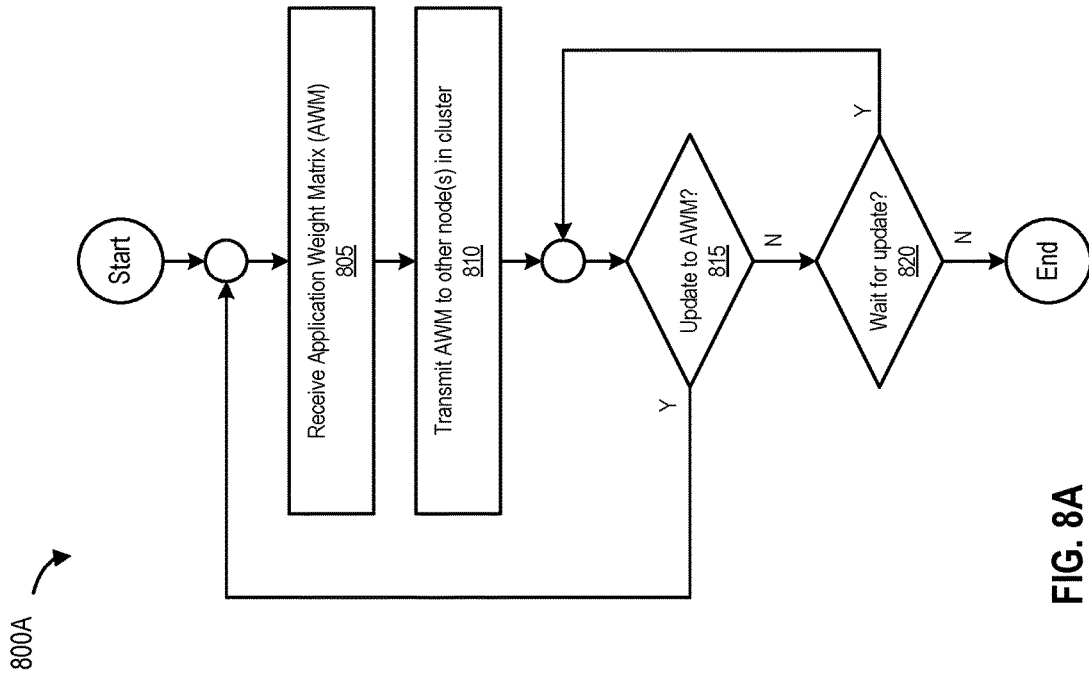 800A
Start
Receive Application Weight Matrix (AWM)
805
Transmit AWM to other node(s) in cluster
810
Update to AWM?
815
Y
N
Wait for update?
820
Y
N
End
FIG. 8A